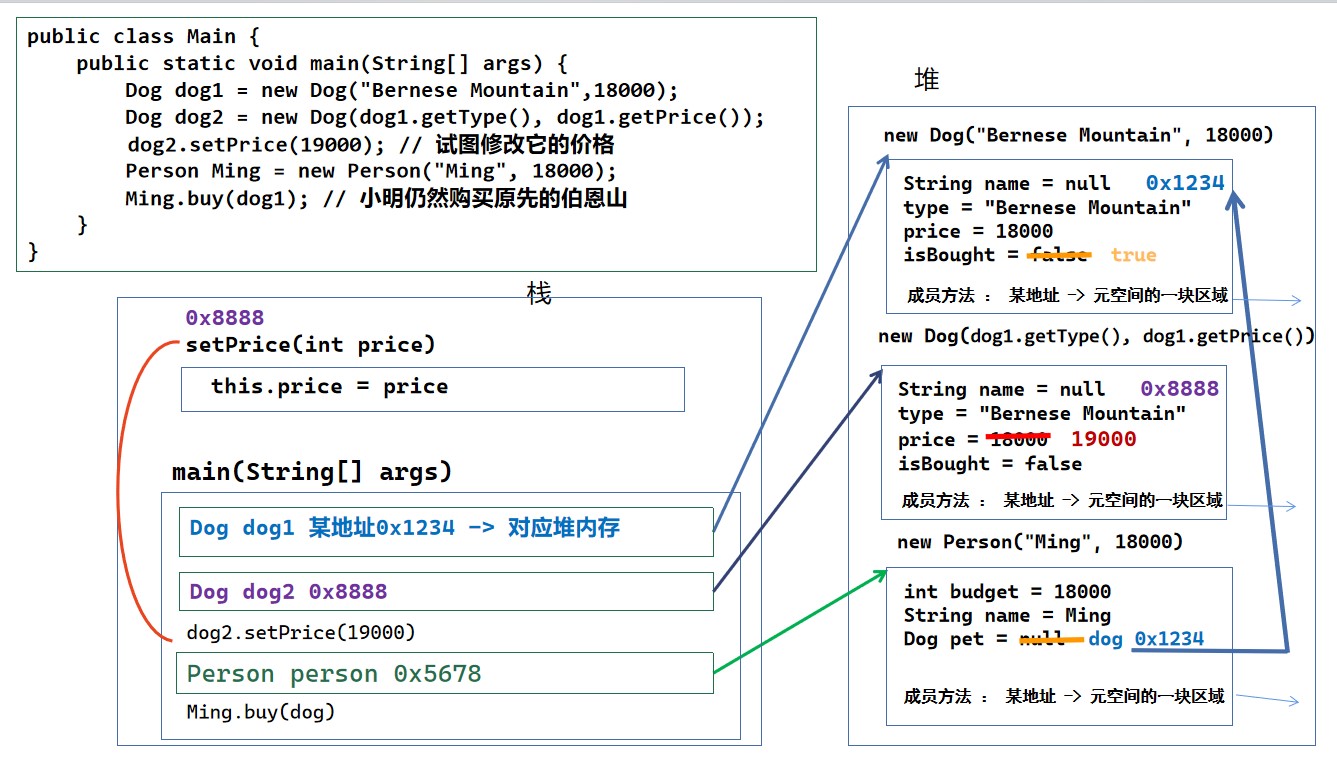 public class Main {
public static void main(String[] args) {
Dog dog1 = new Dog("Bernese Mountain",18000);
Dog dog2 = new Dog(dog1.getType(), dog1.getPrice());
dog2.setPrice(19000); // 试图修改它的价格
Person Ming = new Person("Ming", 18000);
Ming.buy(dog1); // 小明仍然购买原先的伯恩山
}
}
栈
0x8888
setPrice(int price)
this.price = price
main(String[] args)
Dog dog1 某地址0x1234 -> 对应堆内存
Dog dog2 0x8888
dog2.setPrice(19000)
Person person 0x5678
Ming.buy(dog)
堆
new Dog("Bernese Mountain", 18000)
String name = null 0x1234
type = "Bernese Mountain"
price = 18000
isBought = false true
成员方法 : 某地址 -> 元空间的一块区域
new Dog(dog1.getType(), dog1.getPrice())
String name = null 0x8888
type = "Bernese Mountain"
price = 18000 19000
isBought = false
成员方法 : 某地址 -> 元空间的一块区域
new Person("Ming", 18000)
int budget = 18000
String name = Ming
Dog pet = null dog 0x1234
成员方法 : 某地址 -> 元空间的一块区域